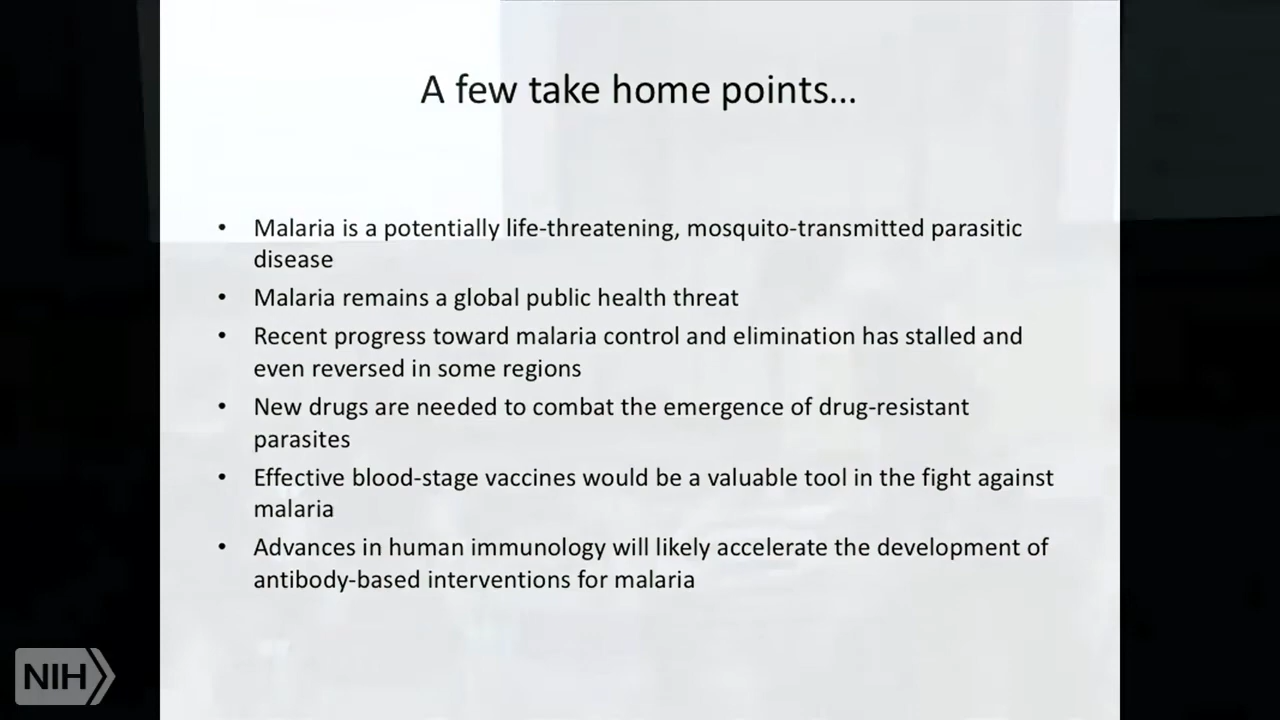 A few take home points...
• Malaria is a potentially life-threatening, mosquito-transmitted parasitic
disease
• Malaria remains a global public health threat
• Recent progress toward malaria control and elimination has stalled and
even reversed in some regions
• New drugs are needed to combat the emergence of drug-resistant
parasites
• Effective blood-stage vaccines would be a valuable tool in the fight against
malaria
• Advances in human immunology will likely accelerate the development of
antibody-based interventions for malaria
NIH